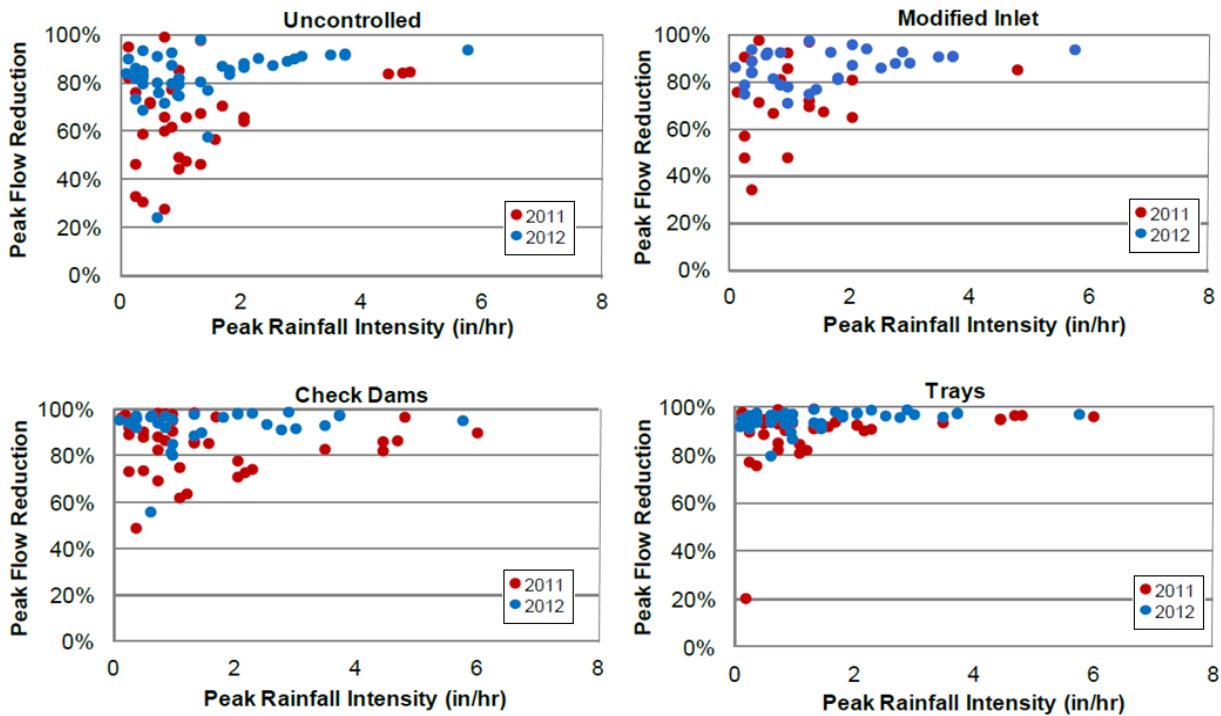 Uncontrolled
Peak Flow Reduction
100%
80%
60%
40%
20%
0%
2011
2012
0 2 4 6 8
Peak Rainfall Intensity (in/hr)
Modified Inlet
Peak Flow Reduction
100%
80%
60%
40%
20%
0%
2011
2012
0 2 4 6 8
Peak Rainfall Intensity (in/hr)
Check Dams
Peak Flow Reduction
100%
80%
60%
40%
20%
0%
2011
2012
0 2 4 6 8
Peak Rainfall Intensity (in/hr)
Trays
Peak Flow Reduction
100%
80%
60%
40%
20%
0%
2011
2012
0 2 4 6 8
Peak Rainfall Intensity (in/hr)